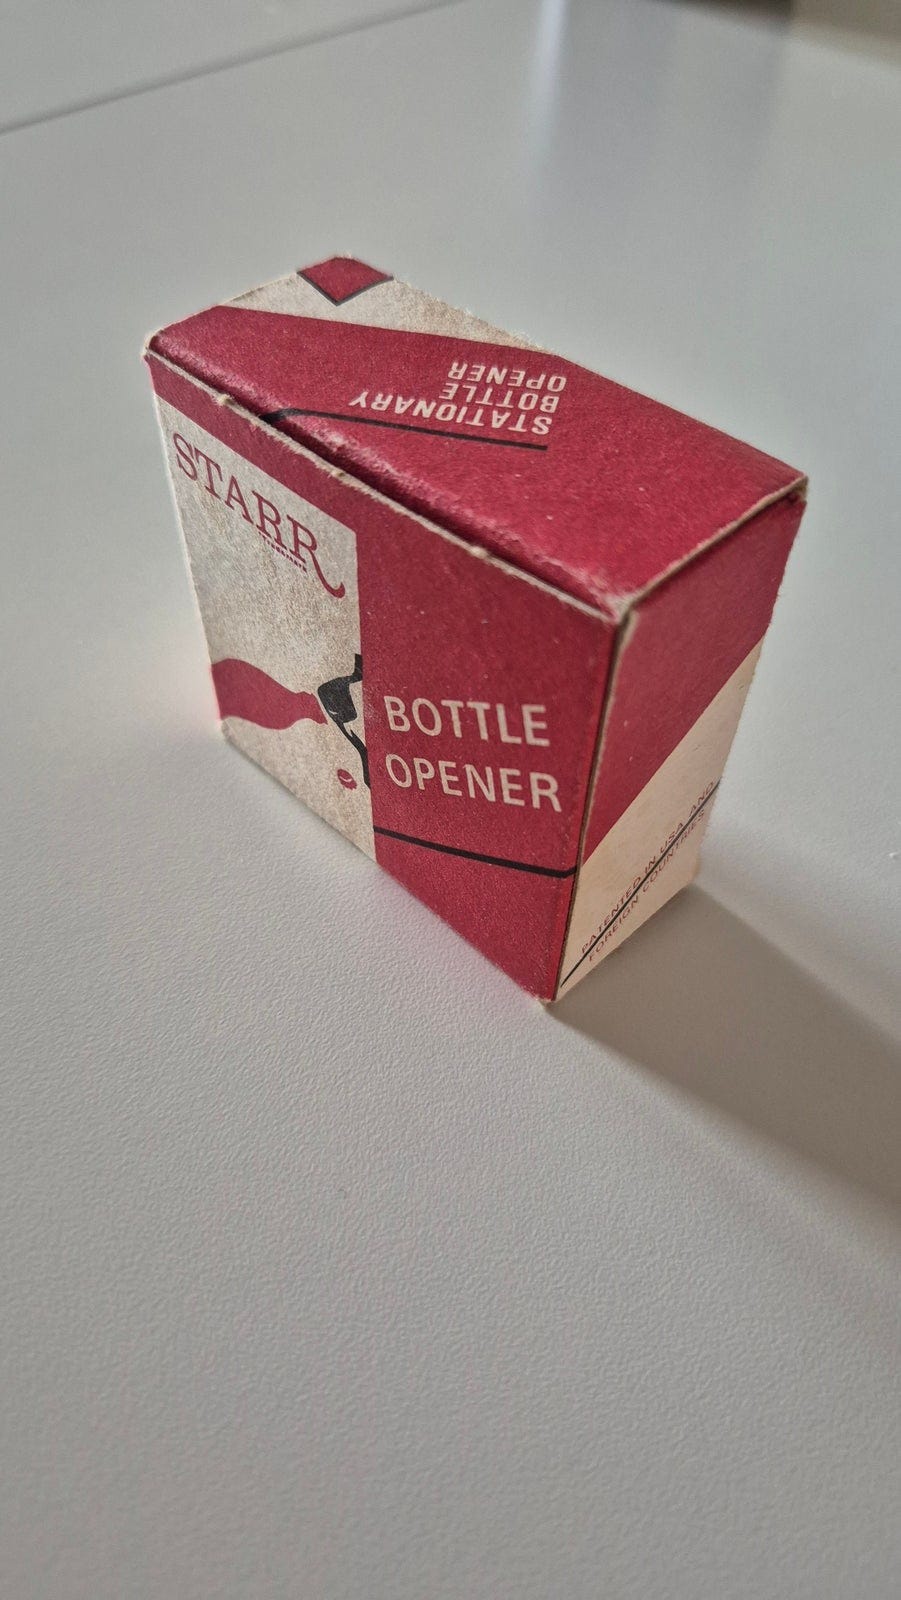 STATIONARY
BOTTLE
OPENER
STARR
BOTTLE
OPENER
PATENTED IN USA AND
FOREIGN COUNTRIES